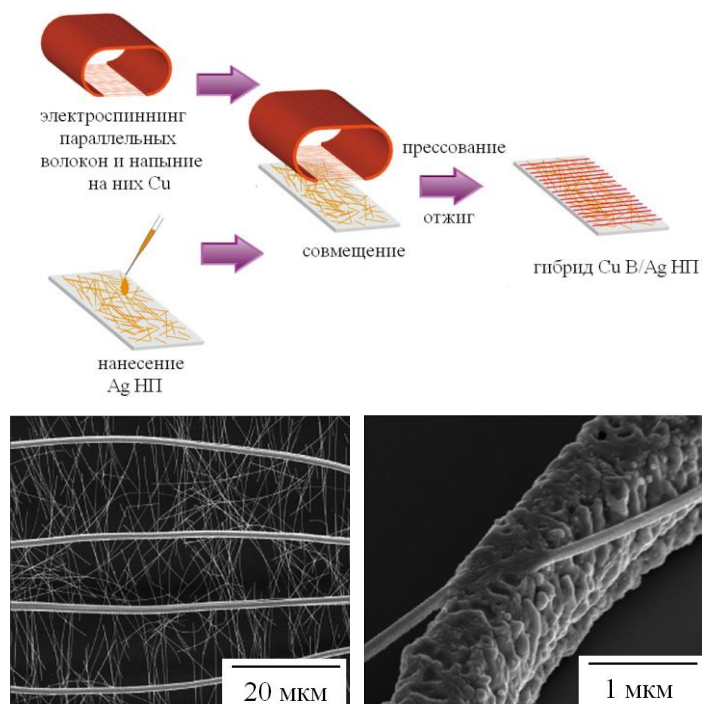 электроспиннинг
параллельных
волокон и напыние
на них Cu
прессование
отжиг
совмещение
гибрид Cu В/Ag НП
нанесение
Ag НП
20 мкм
1 мкм